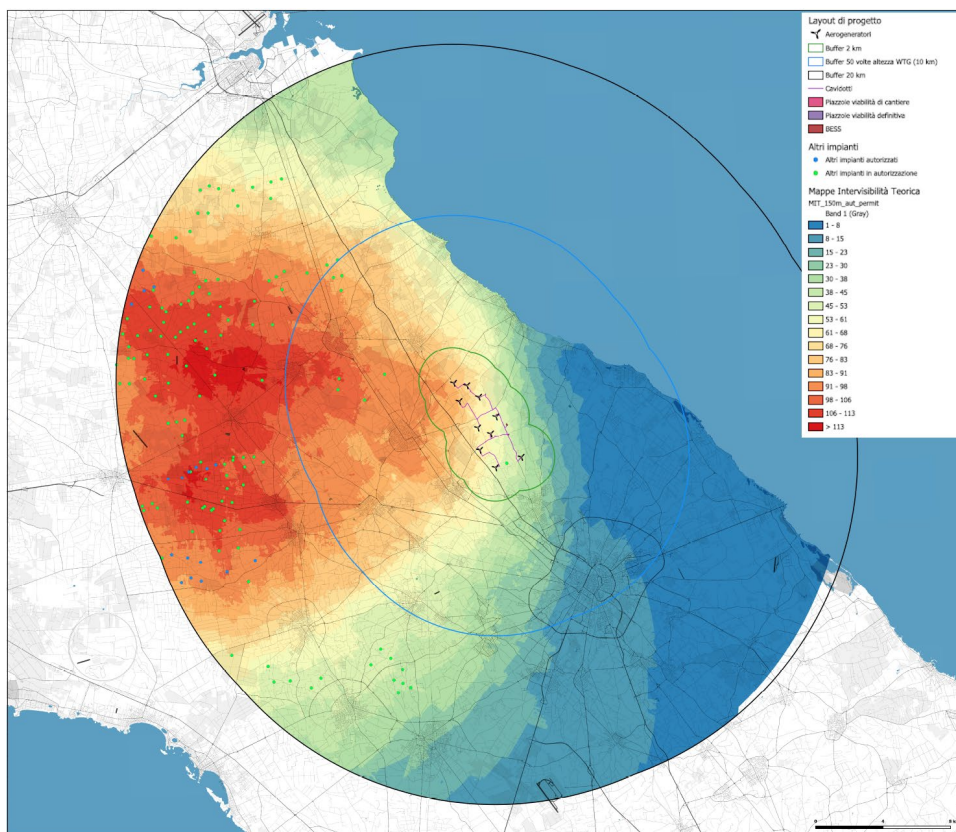 Layout di progetto
Aerogeneratori
Buffer 2 km
Buffer 50 volte altezza WTG (10 km)
Buffer 20 km
Cavidotti
Piazzole viabilità di cantiere
Piazzole viabilità definitiva
BESS
Altri impianti
Altri impianti autorizzati
Altri impianti in autorizzazione
Mappe Intervisibilità Teorica
MIT_150m_aut_permit
Band 1 (Gray)
1 - 8
8 - 15
15 - 23
23 - 30
30 - 38
38 - 45
45 - 53
53 - 61
61 - 68
68 - 76
76 - 83
83 - 91
91 - 98
98 - 106
106 - 113
> 113
0 4 8